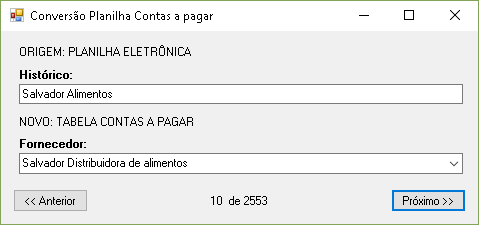 Conversão Planilha Contas a pagar
ORIGEM: PLANILHA ELETRÔNICA
Histórico:
Salvador Alimentos
NOVO: TABELA CONTAS A PAGAR
Fornecedor:
Salvador Distribuidora de alimentos
<< Anterior 10 de 2553 Próximo >>